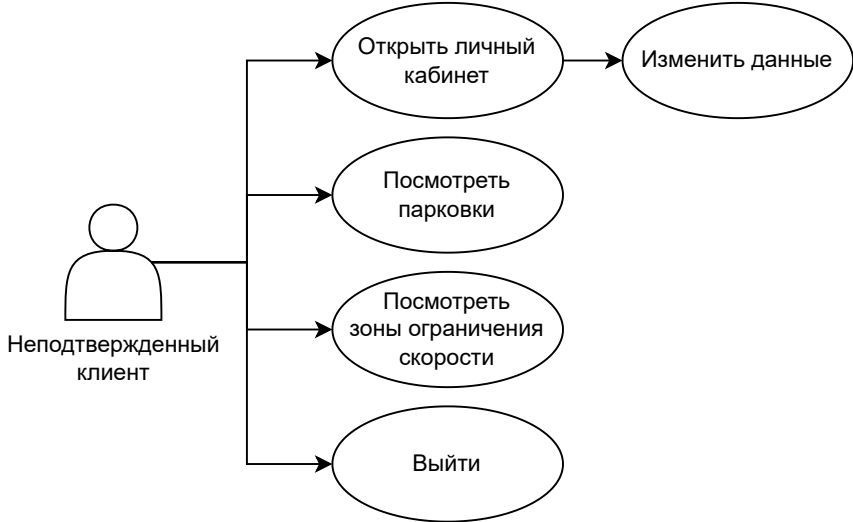 Открыть личный
кабинет
Изменить данные
Посмотреть
парковки
Посмотреть
зоны ограничения
скорости
Неподтвержденный
клиент
Выйти